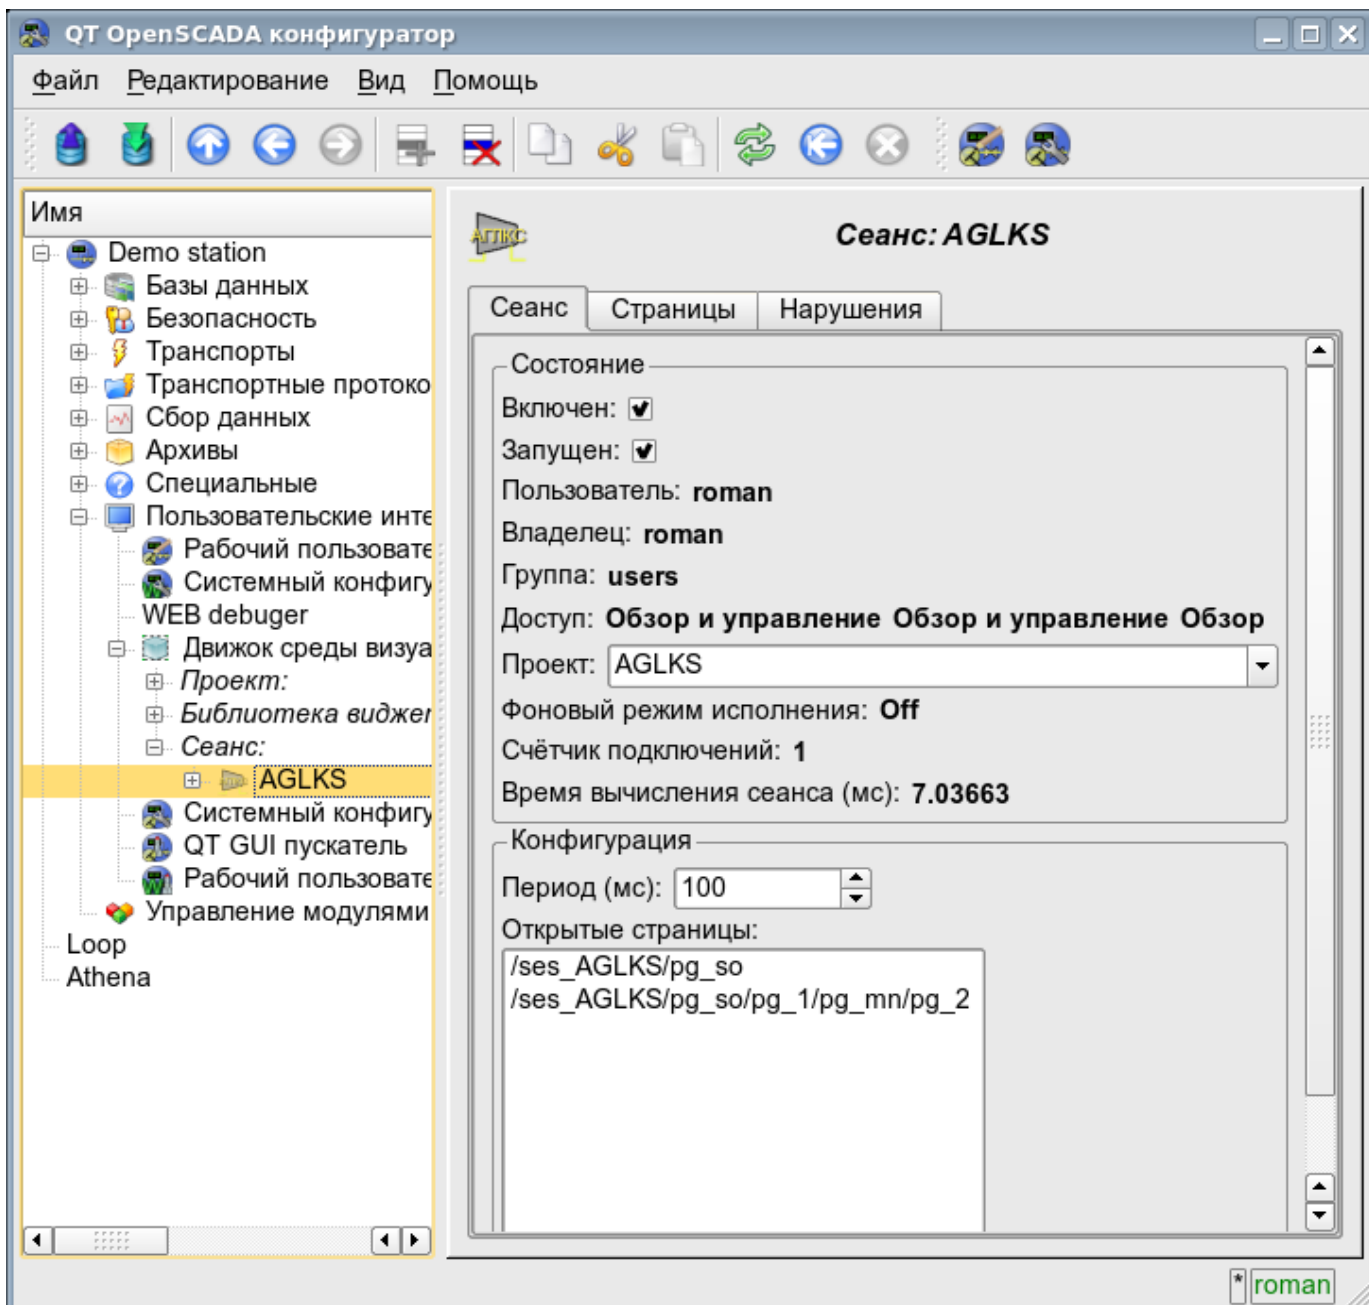 QT OpenSCADA конфигуратор
Файл Редактирование Вид Помощь
Имя
Demo station
Базы данных
Безопасность
Транспорты
Транспортные протоко
Сбор данных
Архивы
Специальные
Пользовательские инте
Рабочий пользовате
Системный конфигу
WEB debuger
Движок среды визуа
Проект:
Библиотека виджет
Сеанс:
AGLKS
Системный конфигу
QT GUI пускатель
Рабочий пользовате
Управление модулями
Loop
Athena
АГЛКС
Сеанс: AGLKS
Сеанс Страницы Нарушения
Состояние
Включен:
Запущен:
Пользователь: roman
Владелец: roman
Группа: users
Доступ: Обзор и управление Обзор и управление Обзор
Проект: AGLKS
Фоновый режим исполнения: Off
Счётчик подключений: 1
Время вычисления сеанса (мс): 7.03663
Конфигурация
Период (мс): 100
Открытые страницы:
/ses_AGLKS/pg_so
/ses_AGLKS/pg_so/pg_1/pg_mn/pg_2
* roman